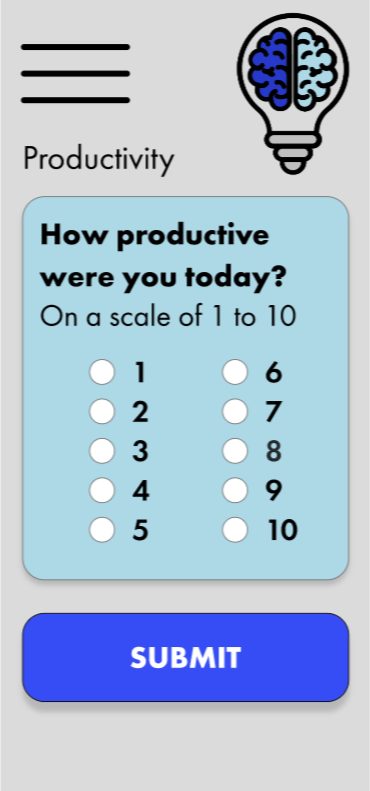 Productivity
How productive
were you today?
On a scale of 1 to 10
1 6
2 7
3 8
4 9
5 10
SUBMIT